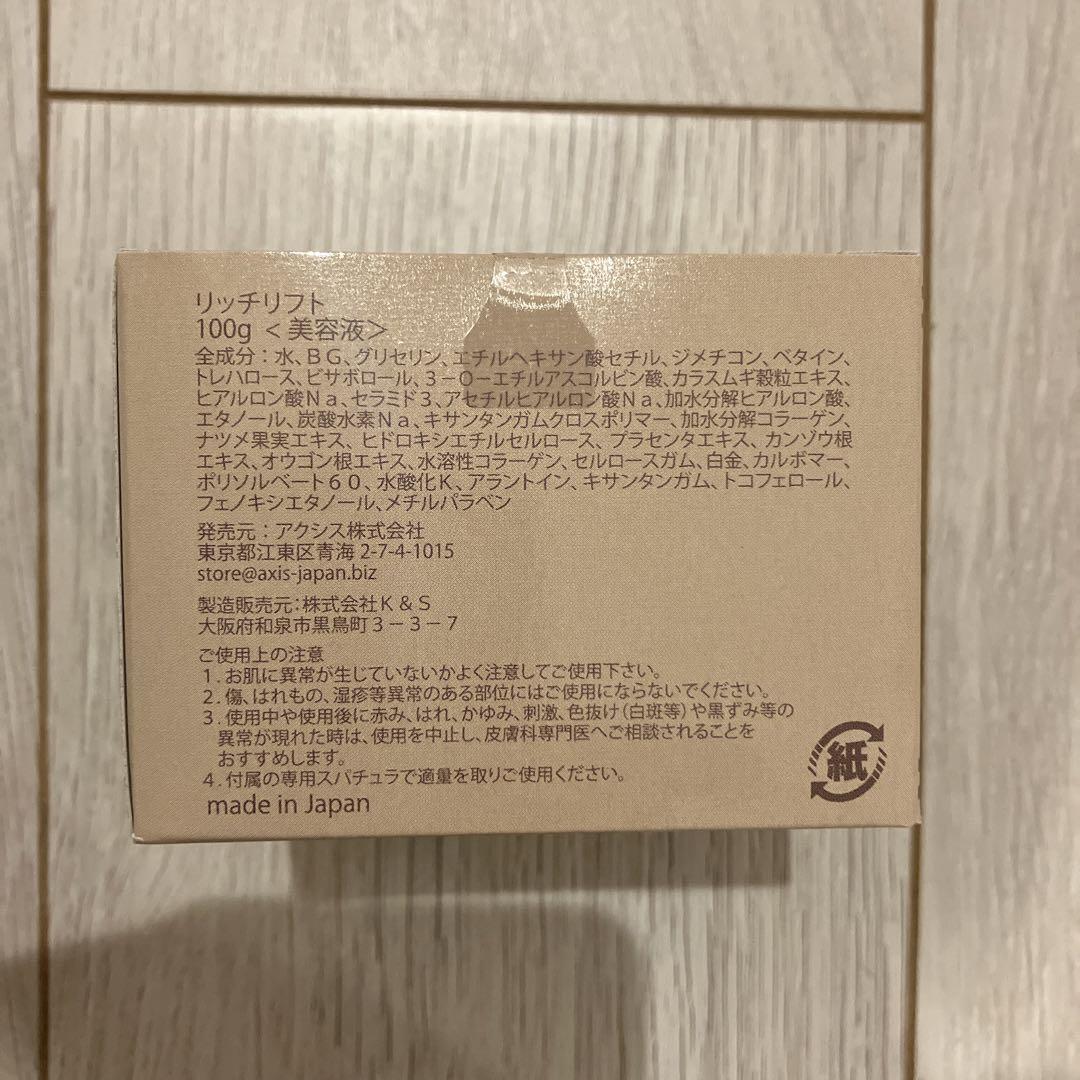 リッチリフト
100g ＜美容液＞
全成分：水、ＢＧ、グリセリン、エチルヘキサン酸セチル、ジメチコン、ベタイン、
トレハロース、ビサボロール、３－Ｏ－エチルアスコルビン酸、カラスムギ穀粒エキス、
ヒアルロン酸Ｎａ、セラミド３、アセチルヒアルロン酸Ｎａ、加水分解ヒアルロン酸、
エタノール、炭酸水素Ｎａ、キサンタンガムクロスポリマー、加水分解コラーゲン、
ナツメ果実エキス、ヒドロキシエチルセルロース、プラセンタエキス、カンゾウ根
エキス、オウゴン根エキス、水溶性コラーゲン、セルロースガム、白金、カルボマー、
ポリソルベート６０、水酸化Ｋ、アラントイン、キサンタンガム、トコフェロール、
フェノキシエタノール、メチルパラベン
発売元：アクシス株式会社
東京都江東区青海 2-7-4-1015
store@axis-japan.biz
製造販売元：株式会社Ｋ＆Ｓ
大阪府和泉市黒鳥町３－３－７
ご使用上の注意
１．お肌に異常が生じていないかよく注意してご使用下さい。
２．傷、はれもの、湿疹等異常のある部位にはご使用にならないでください。
３．使用中や使用後に赤み、はれ、かゆみ、刺激、色抜け（白斑等）や黒ずみ等の
異常が現れた時は、使用を中止し、皮膚科専門医へご相談されることを
おすすめします。
４．付属の専用スパチュラで適量を取りご使用ください。
made in Japan
紙